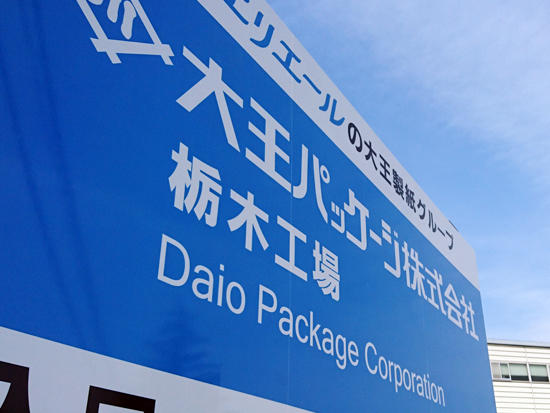 エリエールの大王製紙グループ
大王パッケージ株式会社
栃木工場
Daio Package Corporation